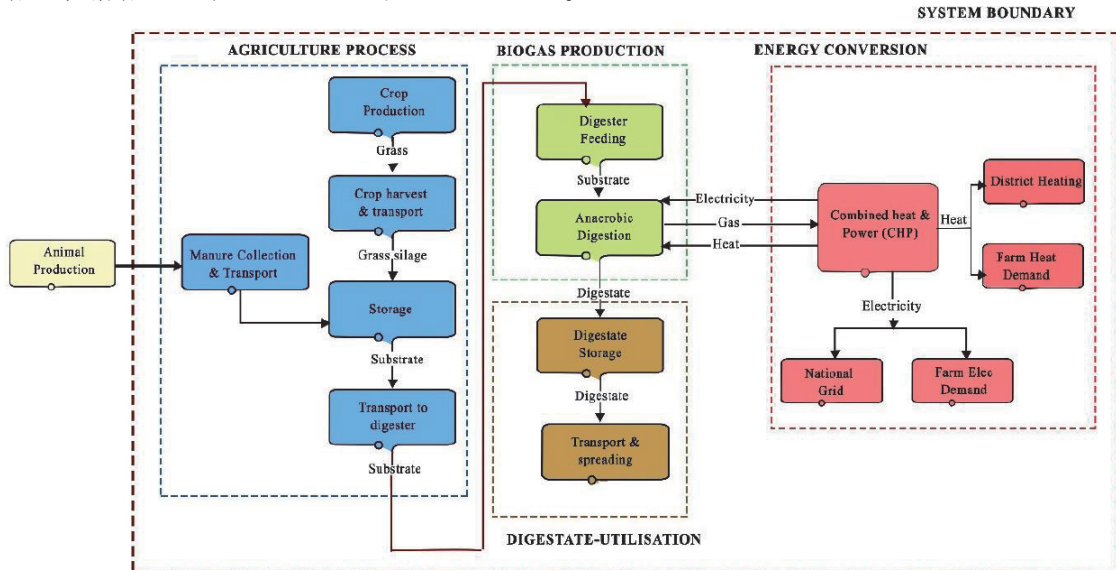 SYSTEM BOUNDARY
AGRICULTURE PROCESS
BIOGAS PRODUCTION
ENERGY CONVERSION
Crop
Production
Grass
Crop harvest
& transport
Grass silage
Animal
Production
Manure Collection
& Transport
Storage
Substrate
Transport to
digester
Substrate
Digester
Feeding
Substrate
Anaerobic
Digestion
Electricity
Gas
Heat
Digestate
Digestate
Storage
Digestate
Transport &
spreading
DIGESTATE-UTILISATION
Combined heat &
Power (CHP)
Heat
District Heating
Farm Heat
Demand
Electricity
National
Grid
Farm Elec
Demand